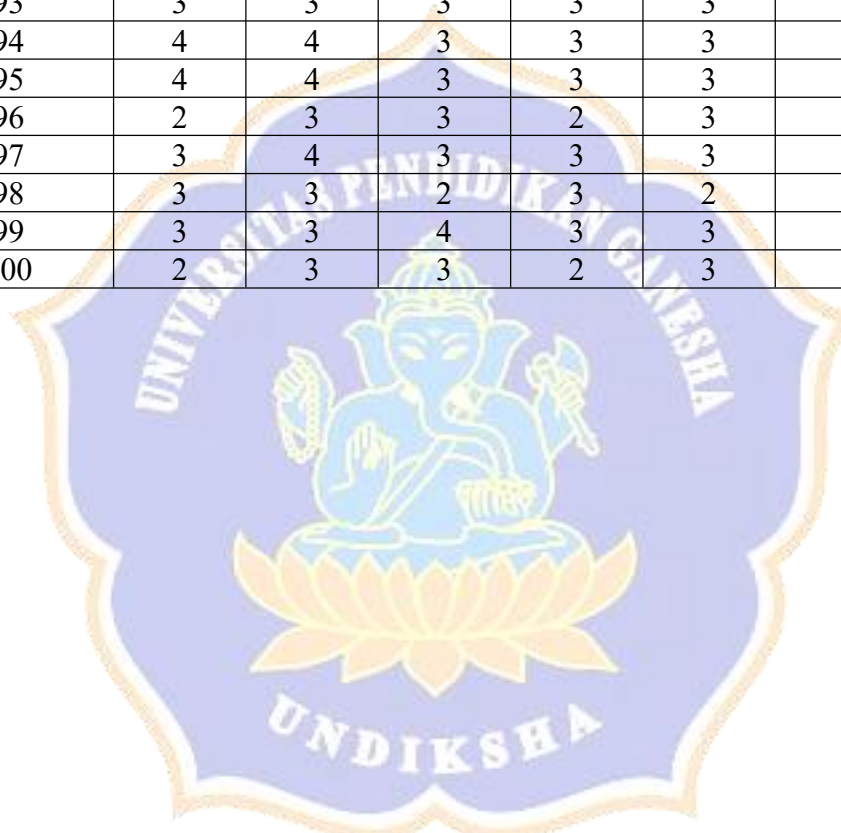 93 3 3 3 3 3
94 4 4 3 3 3
95 4 4 3 3 3
96 2 3 3 2 3
97 3 4 3 3 3
98 3 3 2 3 2
99 3 3 4 3 3
00 2 3 3 2 3
UNIVERSITAS PENDIDIKAN GANESHA
UNDIKSHA